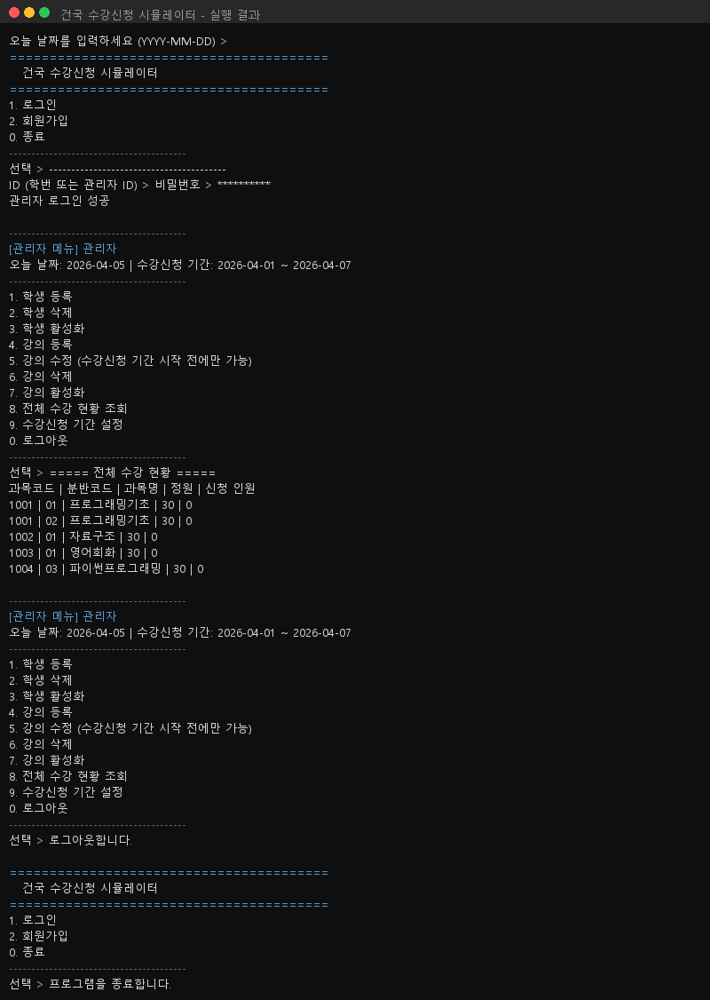 건국 수강신청 시뮬레이터 - 실행 결과
오늘 날짜를 입력하세요 (YYYY-MM-DD) >
========================================
건국 수강신청 시뮬레이터
========================================
1. 로그인
2. 회원가입
0. 종료
----------------------------------------
선택 > ----------------------------------------
ID (학번 또는 관리자 ID) > 비밀번호 > **********
관리자 로그인 성공
----------------------------------------
[관리자 메뉴] 관리자
오늘 날짜: 2026-04-05 | 수강신청 기간: 2026-04-01 ~ 2026-04-07
----------------------------------------
1. 학생 등록
2. 학생 삭제
3. 학생 활성화
4. 강의 등록
5. 강의 수정 (수강신청 기간 시작 전에만 가능)
6. 강의 삭제
7. 강의 활성화
8. 전체 수강 현황 조회
9. 수강신청 기간 설정
0. 로그아웃
----------------------------------------
선택 > ===== 전체 수강 현황 =====
과목코드 | 분반코드 | 과목명 | 정원 | 신청 인원
1001 | 01 | 프로그래밍기초 | 30 | 0
1001 | 02 | 프로그래밍기초 | 30 | 0
1002 | 01 | 자료구조 | 30 | 0
1003 | 01 | 영어회화 | 30 | 0
1004 | 03 | 파이썬프로그래밍 | 30 | 0
----------------------------------------
[관리자 메뉴] 관리자
오늘 날짜: 2026-04-05 | 수강신청 기간: 2026-04-01 ~ 2026-04-07
----------------------------------------
1. 학생 등록
2. 학생 삭제
3. 학생 활성화
4. 강의 등록
5. 강의 수정 (수강신청 기간 시작 전에만 가능)
6. 강의 삭제
7. 강의 활성화
8. 전체 수강 현황 조회
9. 수강신청 기간 설정
0. 로그아웃
----------------------------------------
선택 > 로그아웃합니다.
========================================
건국 수강신청 시뮬레이터
========================================
1. 로그인
2. 회원가입
0. 종료
----------------------------------------
선택 > 프로그램을 종료합니다.